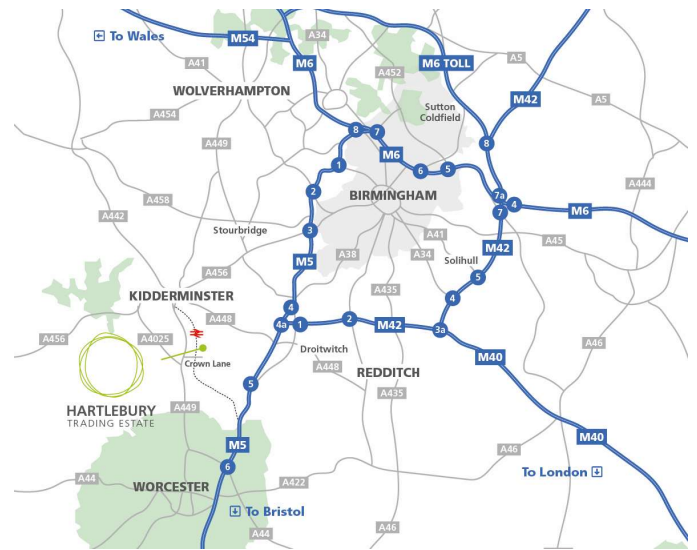 To Wales
M54
A34
M6
A41
A452
M6 TOLL
A5
WOLVERHAMPTON
M42
A5
Sutton
Coldfield
A454
A449
8
7
M6
8
1
6
5
A444
2
BIRMINGHAM
7a
4
A458
7
M6
A442
Stourbridge
3
A41
A45
M42
M5
A38
A34
Solihull
A456
5
KIDDERMINSTER
A435
4
4
A448
4a
1
2
M42
3a
A456
A4025
Droitwitch
M40
A46
Crown Lane
A448
REDDITCH
5
A435
HARTLEBURY
TRADING ESTATE
A449
M5
M40
A46
6
To London
A44
WORCESTER
A422
To Bristol
A44
A46